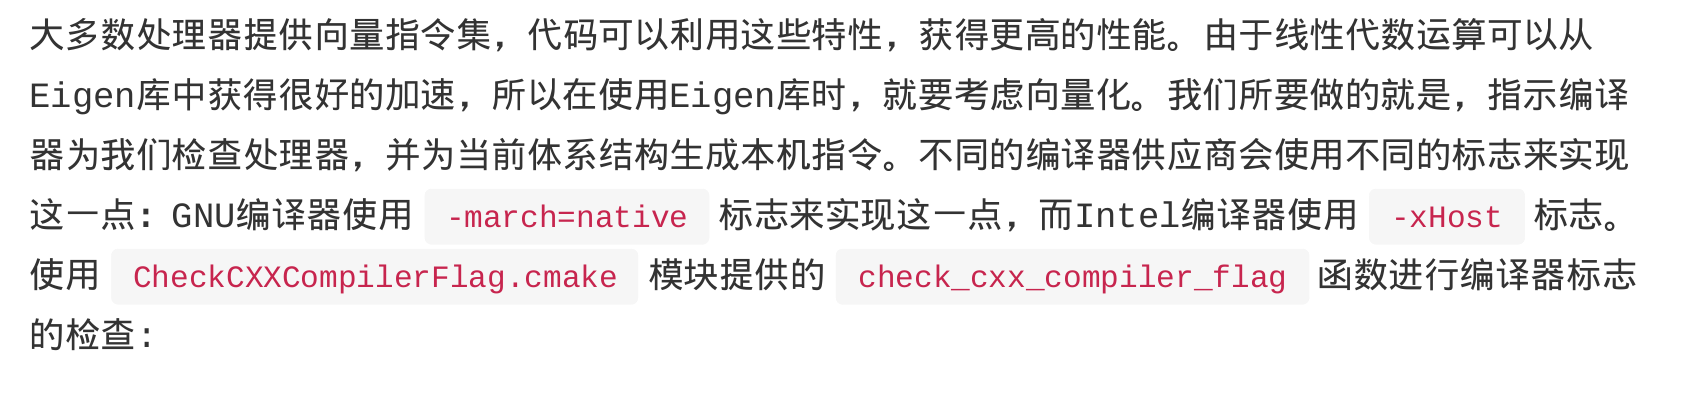 大多数处理器提供向量指令集，代码可以利用这些特性，获得更高的性能。由于线性代数运算可以从
Eigen库中获得很好的加速，所以在使用Eigen库时，就要考虑向量化。我们所要做的就是，指示编译
器为我们检查处理器，并为当前体系结构生成本机指令。不同的编译器供应商会使用不同的标志来实现
这一点：GNU编译器使用 -march=native 标志来实现这一点，而Intel编译器使用 -xHost 标志。
使用 CheckCXXCompilerFlag.cmake 模块提供的 check_cxx_compiler_flag 函数进行编译器标志
的检查：